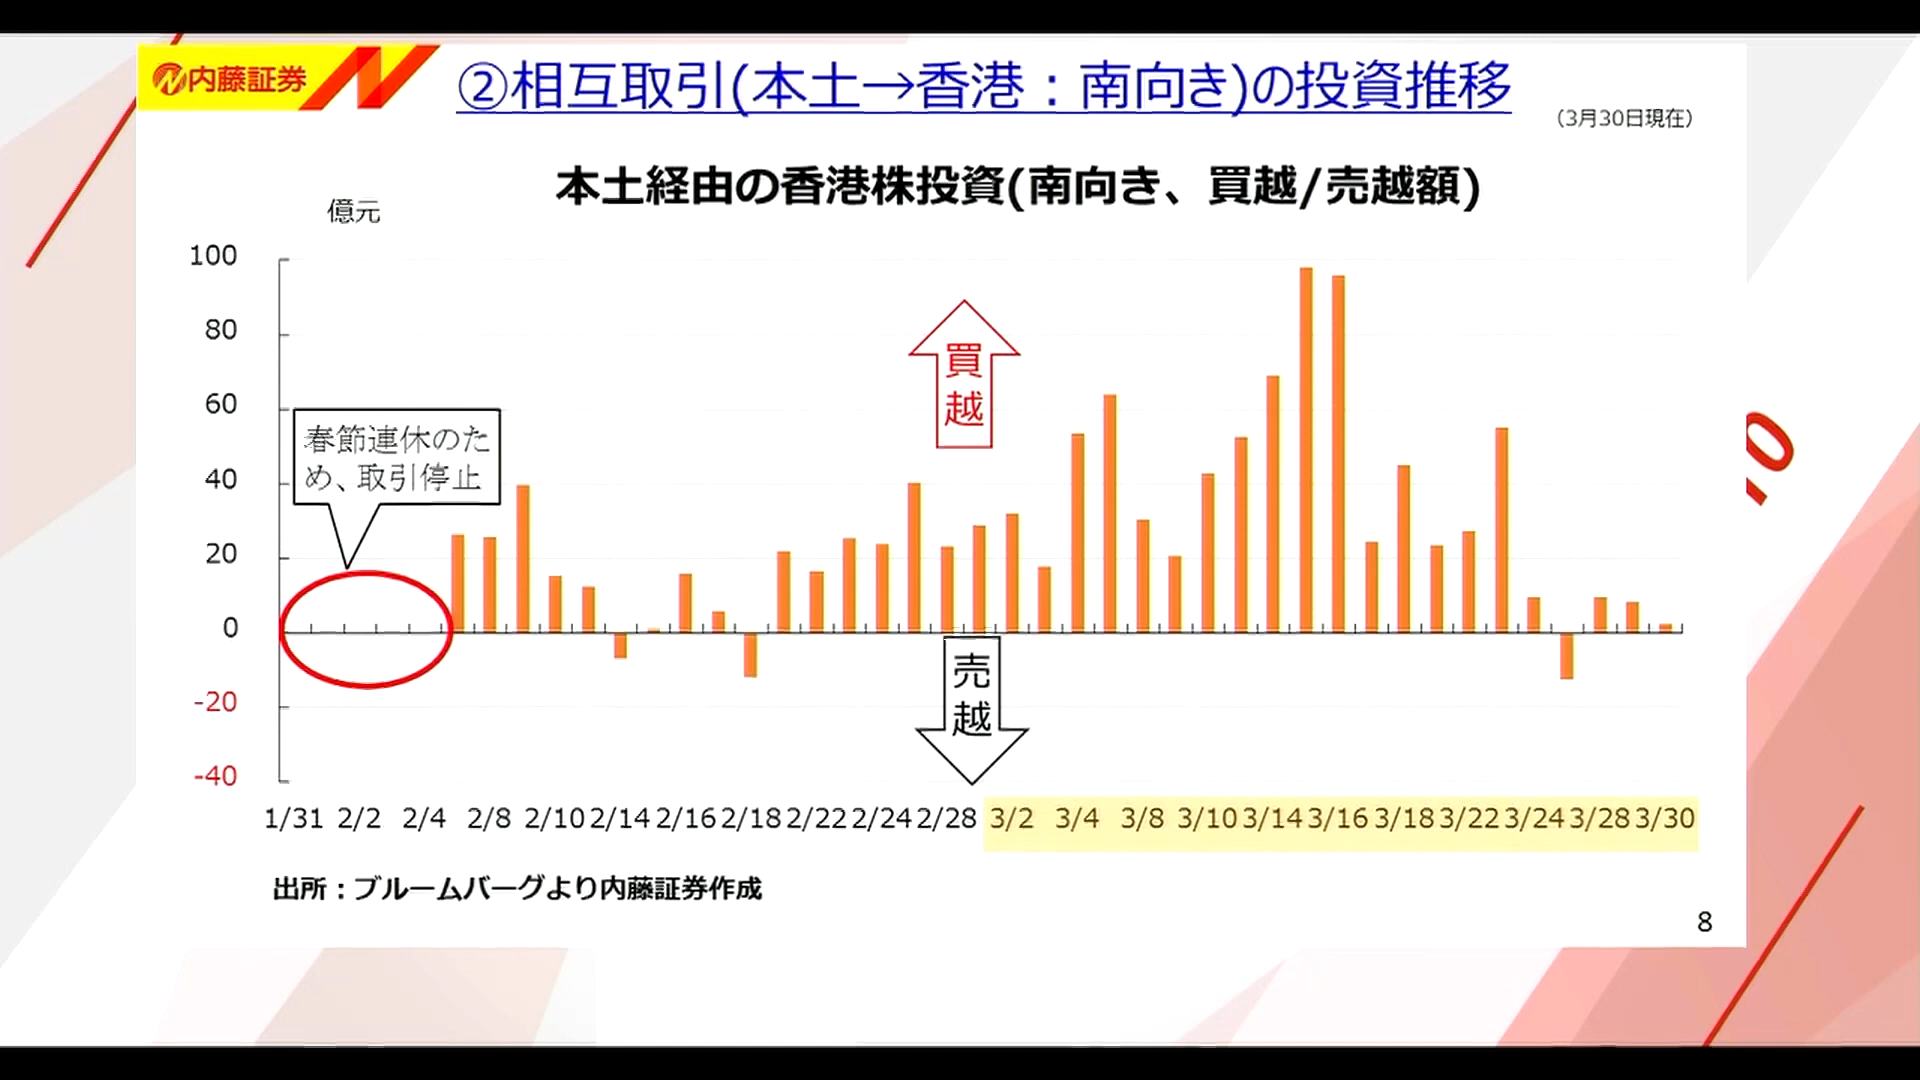 内藤証券
②相互取引(本土→香港：南向き)の投資推移
（3月30日現在）
本土経由の香港株投資(南向き、買越/売越額)
億元
100
80
60
40
20
0
-20
-40
春節連休のた
め、取引停止
買
越
売
越
1/31 2/2 2/4 2/8 2/10 2/14 2/16 2/18 2/22 2/24 2/28 3/2 3/4 3/8 3/10 3/14 3/16 3/18 3/22 3/24 3/28 3/30
出所：ブルームバーグより内藤証券作成
8